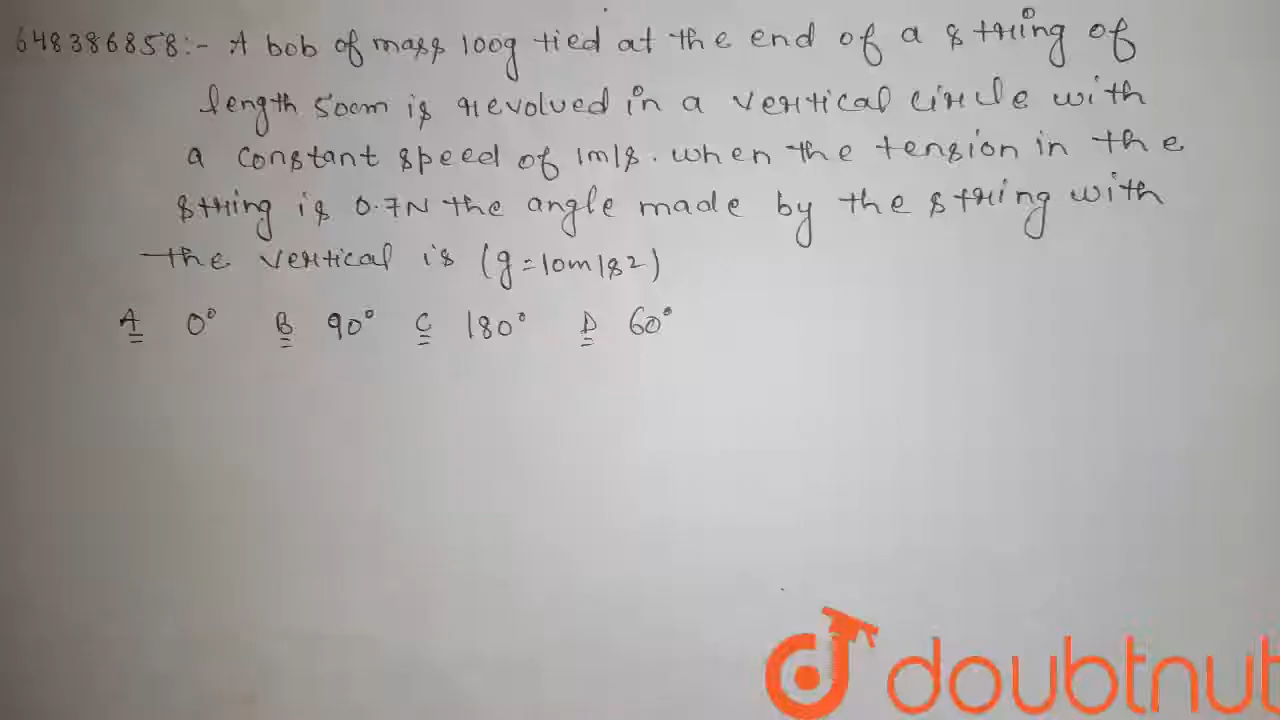 648386858:- A bob of mass 100g tied at the end of a string of
length 50cm is revolved in a vertical circle with
a constant speed of 1m/s. when the tension in the
string is 0.7N the angle made by the string with
the vertical is (g=10m/s2)
A 0° B 90° C 180° D 60°
doubtnut